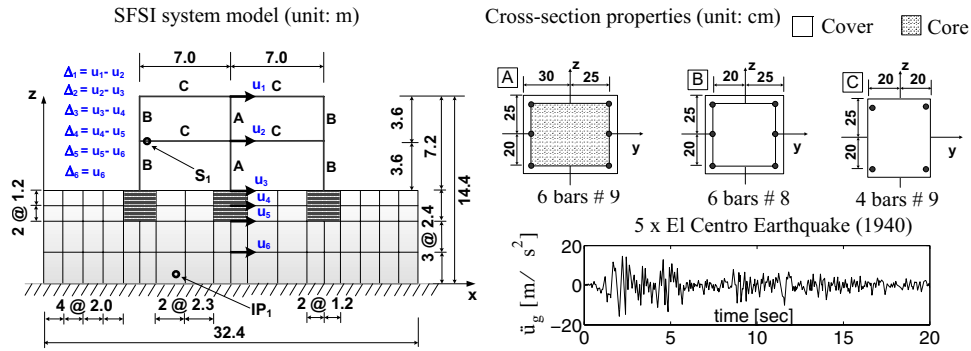 SFSI system model (unit: m)
7.0 7.0
Δ₁ = u₁- u₂
Δ₂ = u₂- u₃
Δ₃ = u₃- u₄
Δ₄ = u₄- u₅
Δ₅ = u₅- u₆
Δ₆ = u₆
z
C u₁ C
B A B
C u₂ C
B A B
S₁
u₃
u₄
u₅
u₆
3.6
3.6
7.2
14.4
2 @ 1.2
3 @ 2.4
x
4 @ 2.0 2 @ 2.3 IP₁ 2 @ 1.2
32.4
Cross-section properties (unit: cm) Cover Core
A z
30 25
25
20
y
6 bars # 9
B z
20 25
25
20
y
6 bars # 8
C z
20 20
25
20
y
4 bars # 9
5 x El Centro Earthquake (1940)
ü_g [m/ s²]
20
0
−20
time [sec]
0 5 10 15 20